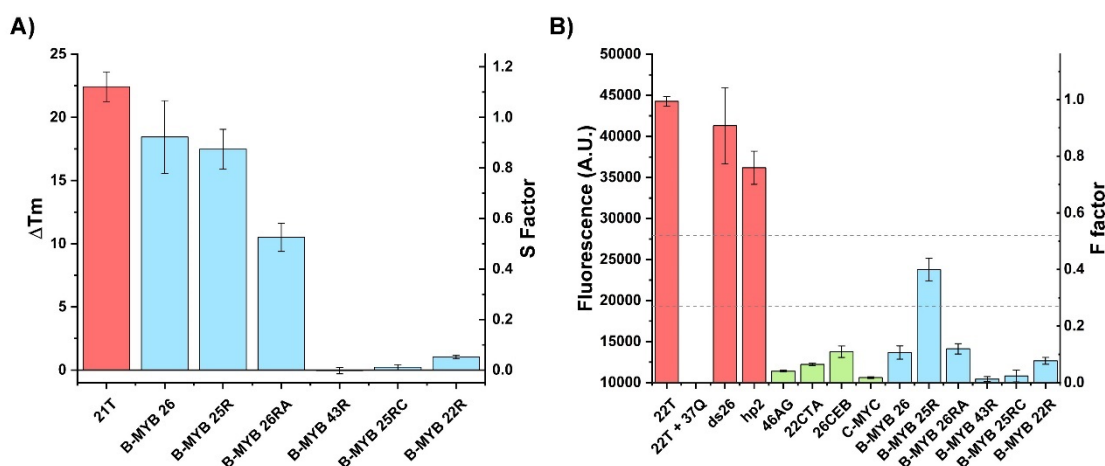 A)
25
20
15
10
5
0
ΔTm
1.2
1.0
0.8
0.6
0.4
0.2
0.0
S Factor
21T
B-MYB 26
B-MYB 25R
B-MYB 26RA
B-MYB 43R
B-MYB 25RC
B-MYB 22R
B)
50000
45000
40000
35000
30000
25000
20000
15000
10000
Fluorescence (A.U.)
1.0
0.8
0.6
0.4
0.2
0.0
F factor
22T
22T + 37Q
ds26
hp2
46AG
22CTA
26CEB
C-MYC
B-MYB 26
B-MYB 25R
B-MYB 26RA
B-MYB 43R
B-MYB 25RC
B-MYB 22R